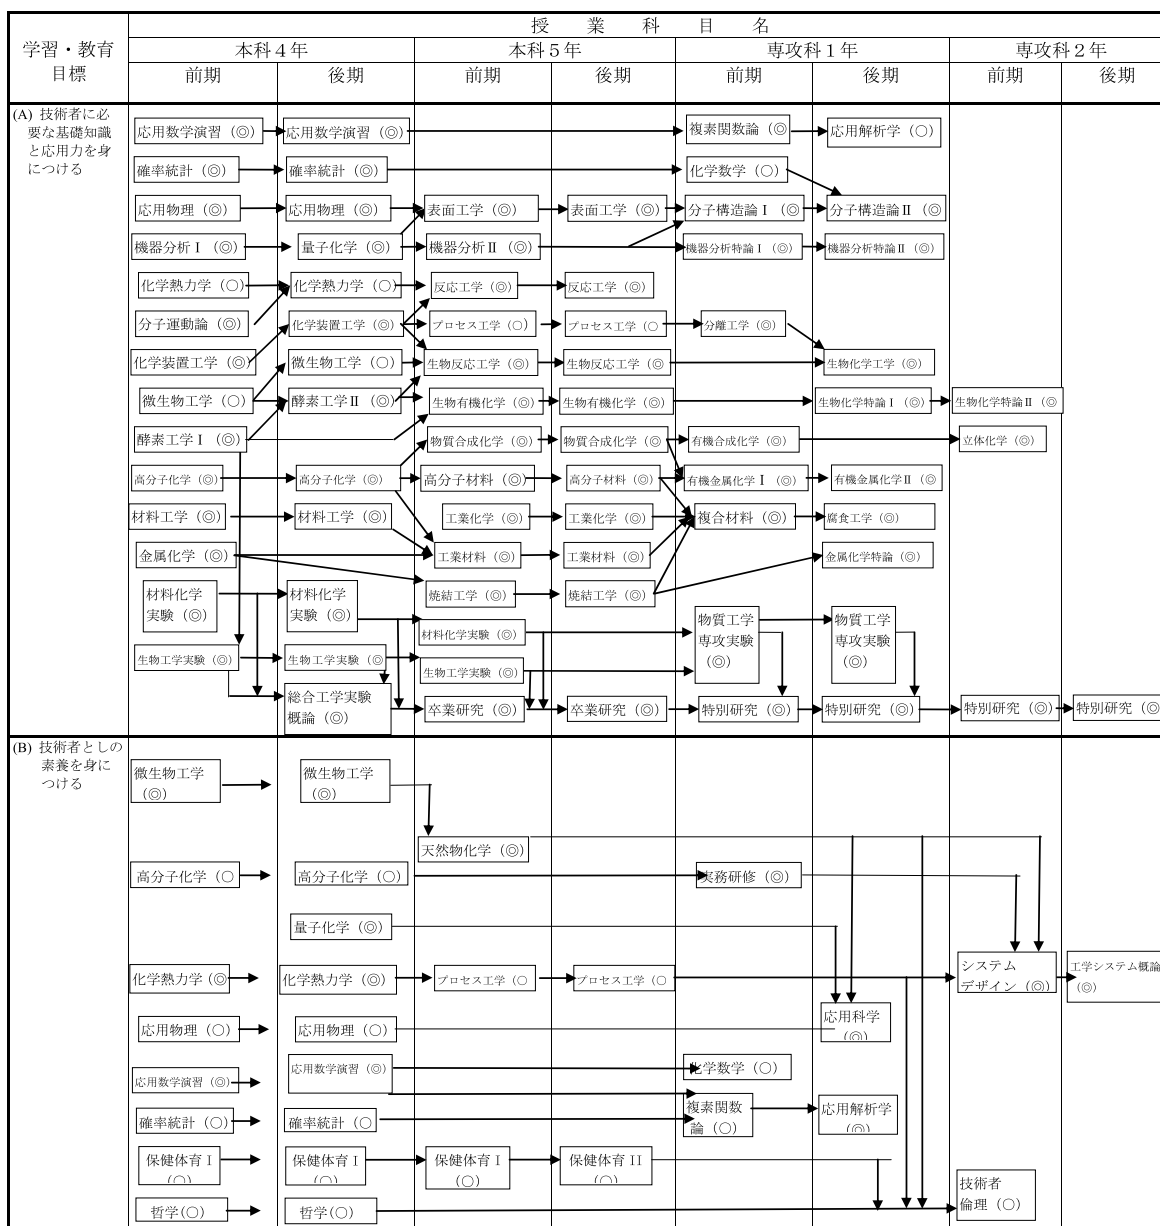 授 業 科 目 名
学習・教育
目標
本科４年 本科５年 専攻科１年 専攻科２年
前期 後期 前期 後期 前期 後期 前期 後期
(A) 技術者に必
要な基礎知識
と応用力を身
につける
応用数学演習（◎） 応用数学演習（◎） 複素関数論（◎ 応用解析学（○）
確率統計（◎） 確率統計（◎） 化学数学（○）
応用物理（◎） 応用物理（◎） 表面工学（◎） 表面工学（◎） 分子構造論Ⅰ（◎ 分子構造論Ⅱ（◎
機器分析Ⅰ（◎） 量子化学（◎） 機器分析Ⅱ（◎） 機器分析特論Ⅰ（◎） 機器分析特論Ⅱ（◎）
化学熱力学（○） 化学熱力学（○） 反応工学（◎） 反応工学（◎）
分子運動論（◎） 化学装置工学（◎） プロセス工学（○） プロセス工学（○ 分離工学（◎）
化学装置工学（◎） 微生物工学（○） 生物反応工学（◎） 生物反応工学（◎ 生物化学工学（◎）
微生物工学（○） 酵素工学Ⅱ（◎） 生物有機化学（◎） 生物有機化学（◎） 生物化学特論Ⅰ（◎） 生物化学特論Ⅱ（◎
酵素工学Ⅰ（◎） 物質合成化学（◎） 物質合成化学（◎ 有機合成化学（◎） 立体化学（◎）
高分子化学（◎） 高分子化学（◎） 高分子材料（◎） 高分子材料（◎） 有機金属化学Ⅰ（◎） 有機金属化学Ⅱ（◎
材料工学（◎） 材料工学（◎） 工業化学（◎） 工業化学（◎） 複合材料（◎） 腐食工学（◎）
金属化学（◎） 工業材料（◎） 工業材料（◎） 金属化学特論（◎）
材料化学
実験（◎）
材料化学
実験（◎）
焼結工学（◎） 焼結工学（◎）
材料化学実験（◎）
物質工学
専攻実験
（◎）
物質工学
専攻実験
（◎）
生物工学実験（◎） 生物工学実験（◎ 生物工学実験（◎）
総合工学実験
概論（◎）
卒業研究（◎） 卒業研究（◎） 特別研究（◎） 特別研究（◎） 特別研究（◎） 特別研究（◎
(B) 技術者としの
素養を身に
つける
微生物工学
（◎）
微生物工学
（◎）
天然物化学（◎）
高分子化学（○ 高分子化学（○） 実務研修（◎）
量子化学（◎）
化学熱力学（◎ 化学熱力学（◎） プロセス工学（○ プロセス工学（○
システム
デザイン（◎）
工学システム概論
（◎）
応用物理（○） 応用物理（○）
応用科学
（◎）
応用数学演習（◎） 応用数学演習（◎） 化学数学（○）
確率統計（○） 確率統計（○
複素関数
論（○）
応用解析学
（◎）
保健体育Ⅰ
（○）
保健体育Ⅰ
（○）
保健体育Ⅰ
（○）
保健体育 II
（○）
哲学(○） 哲学(○）
技術者
倫理（○）